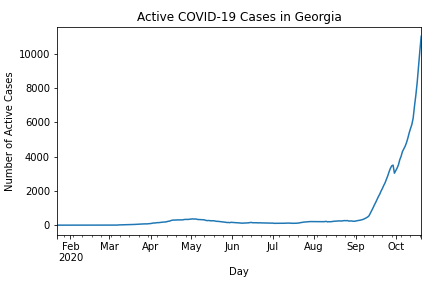 Active COVID-19 Cases in Georgia
Number of Active Cases
10000
8000
6000
4000
2000
0
Feb Mar Apr May Jun Jul Aug Sep Oct
2020
Day